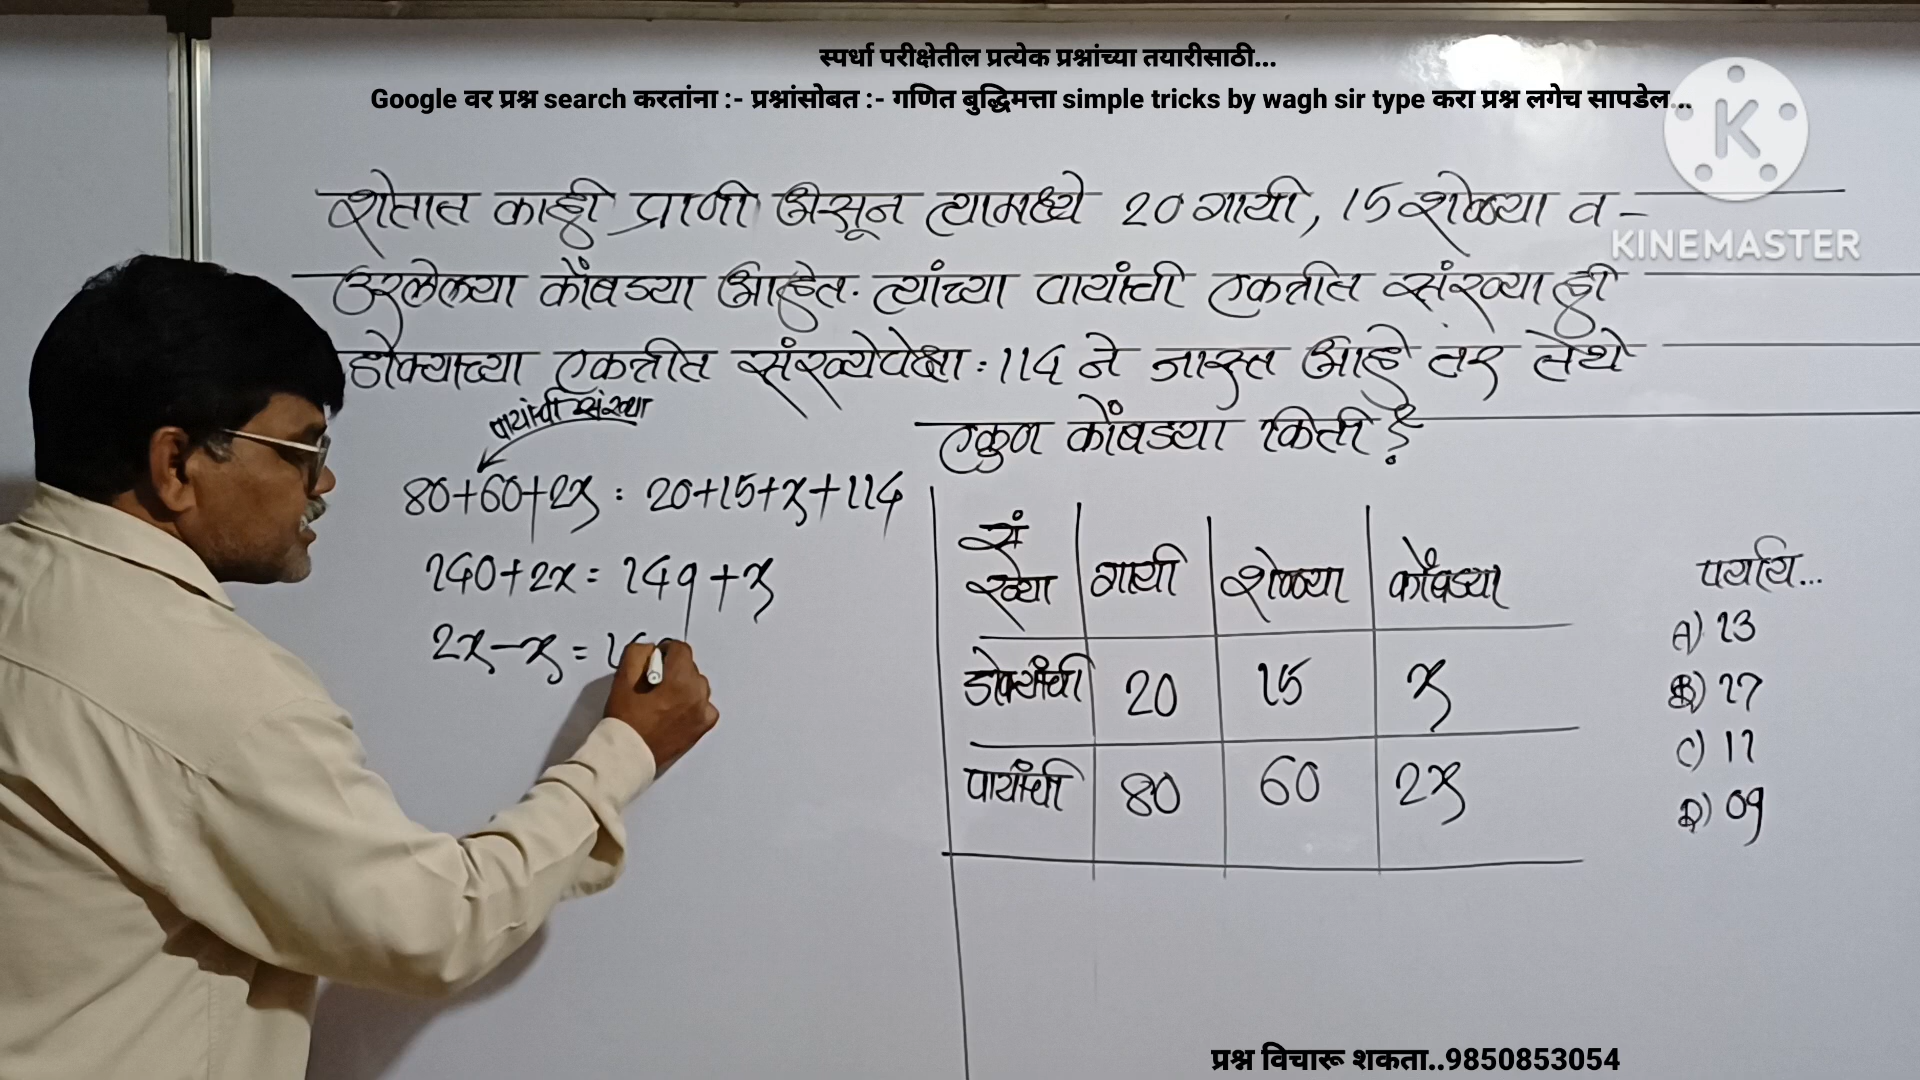 स्पर्धा परीक्षेतील प्रत्येक प्रश्नांच्या तयारीसाठी...
Google वर प्रश्न search करतांना :- प्रश्नांसोबत :- गणित बुद्धिमत्ता simple tricks by wagh sir type करा प्रश्न लगेच सापडेल...
K
KINEMASTER
शेतात काही प्राणी असून त्यामध्ये 20 गायी, 15 शेळ्या व
उरलेल्या कोंबड्या आहेत. त्यांच्या पायांची एकत्रीत संख्या ही
डोक्याच्या एकत्रीत संख्येपेक्षा 114 ने जास्त आहे तर तेथे
एकुण कोंबड्या किती?
पायांची संख्या
80+60+2x = 20+15+x+114
140+2x = 149+x
2x-x = 1
संख्या गायी शेळ्या कोंबड्या
डोक्यांची 20 15 x
पायांची 80 60 2x
पर्याय...
A) 13
B) 17
C) 11
D) 09
प्रश्न विचारू शकता..9850853054